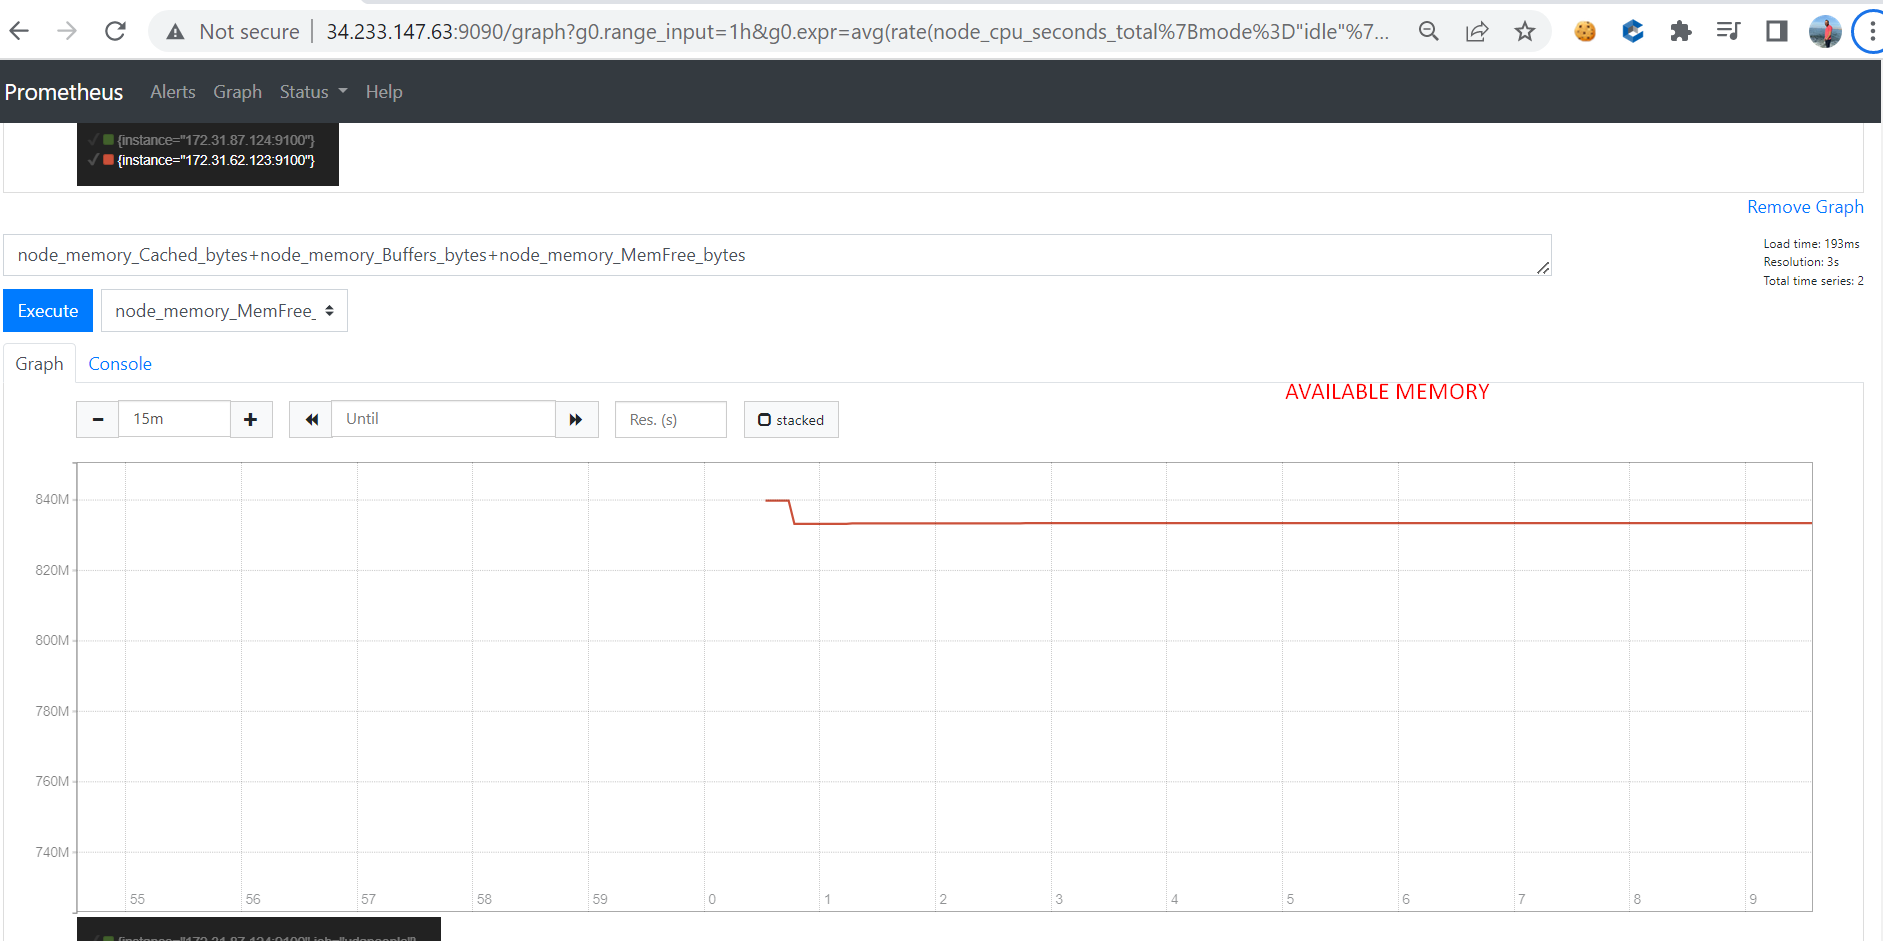 Not secure | 34.233.147.63:9090/graph?g0.range_input=1h&g0.expr=avg(rate(node_cpu_seconds_total%7Bmode%3D"idle"%7...
Prometheus Alerts Graph Status Help
{instance="172.31.87.124:9100"}
{instance="172.31.62.123:9100"}
Remove Graph
node_memory_Cached_bytes+node_memory_Buffers_bytes+node_memory_MemFree_bytes
Load time: 193ms
Resolution: 3s
Total time series: 2
Execute node_memory_MemFree_
Graph Console
AVAILABLE MEMORY
15m Until Res. (s) stacked
840M
820M
800M
780M
760M
740M
55 56 57 58 59 0 1 2 3 4 5 6 7 8 9